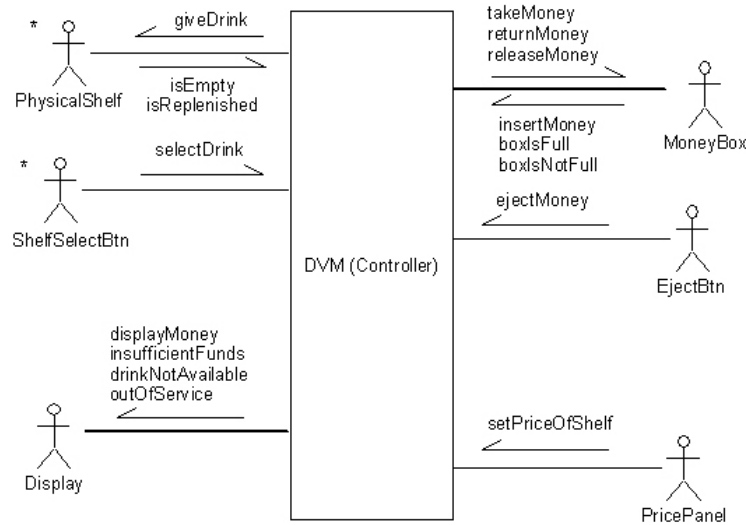 *
giveDrink
isEmpty
isReplenished
PhysicalShelf
*
selectDrink
ShelfSelectBtn
displayMoney
insufficientFunds
drinkNotAvailable
outOfService
Display
DVM (Controller)
takeMoney
returnMoney
releaseMoney
insertMoney
boxIsFull
boxIsNotFull
MoneyBox
ejectMoney
EjectBtn
setPriceOfShelf
PricePanel